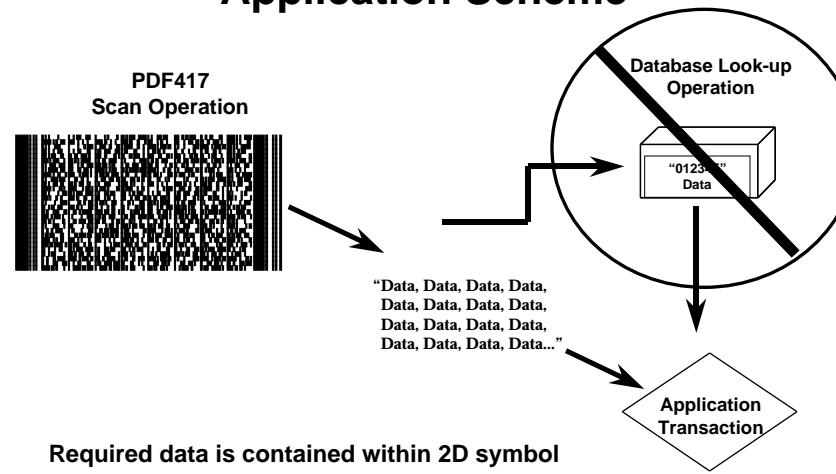 Application Scheme
PDF417
Scan Operation
Database Look-up
Operation
Data
“Data, Data, Data, Data,
Data, Data, Data, Data,
Data, Data, Data, Data,
Data, Data, Data, Data...”
Application
Transaction
Required data is contained within 2D symbol